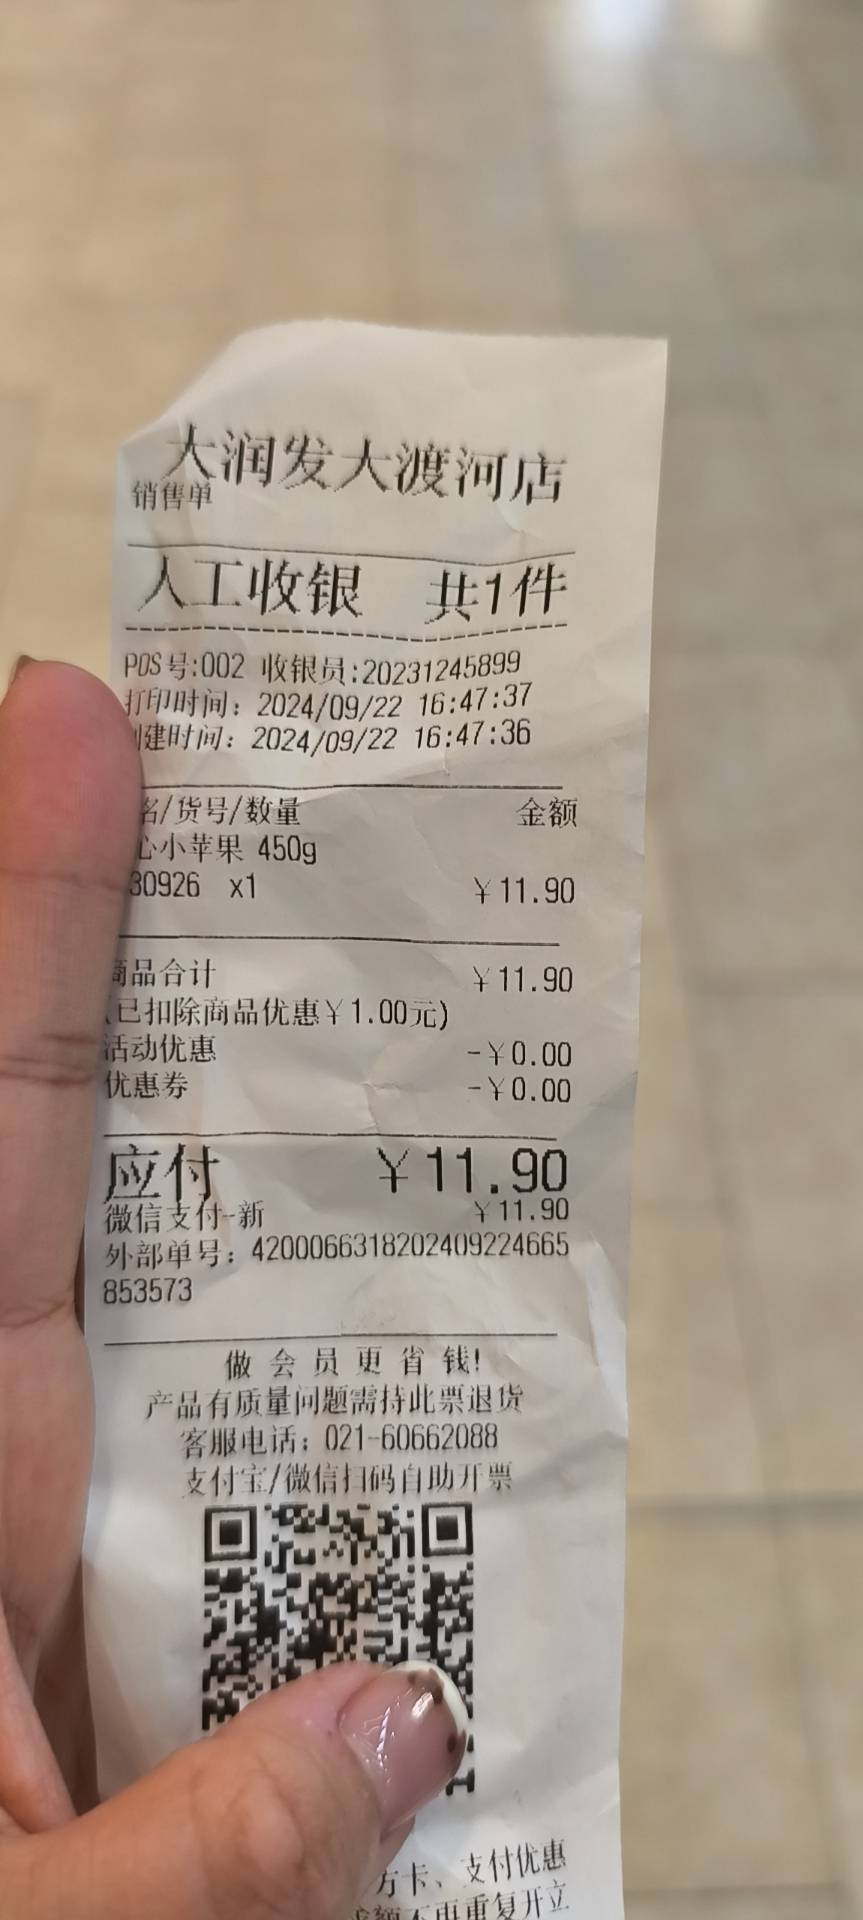 大润发大渡河店
销售单
人工收银 共1件
POS号:002 收银员:20231245899
打印时间：2024/09/22 16:47:37
建时间：2024/09/22 16:47:36
名/货号/数量 金额
心小苹果 450g
30926 x1 ￥11.90
商品合计 ￥11.90
(已扣除商品优惠￥1.00元)
活动优惠 -￥0.00
优惠券 -￥0.00
应付 ￥11.90
微信支付-新 ￥11.90
外部单号：4200066318202409224665
853573
做会员更省钱!
产品有质量问题需持此票退货
客服电话：021-60662088
支付宝/微信扫码自助开票
方卡、支付优惠
额不再重复开立